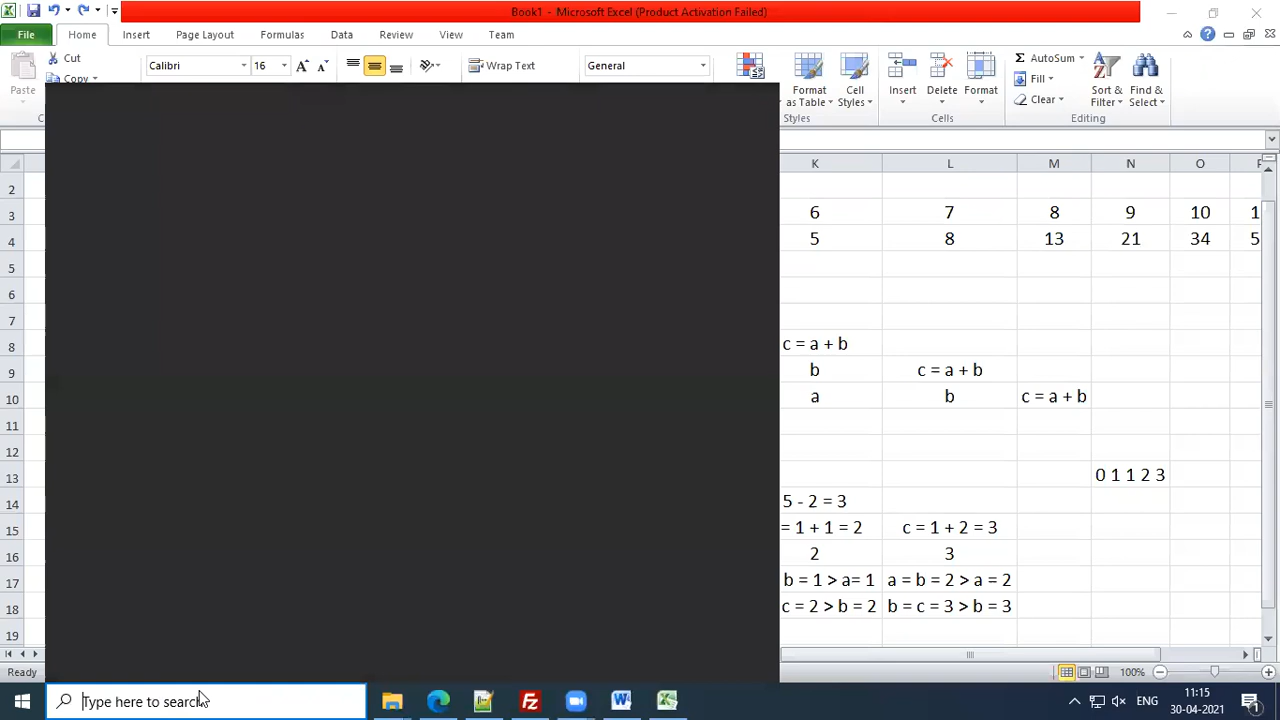 Book1 - Microsoft Excel (Product Activation Failed)
File Home Insert Page Layout Formulas Data Review View Team
Cut
Copy
Paste
Calibri 16
Wrap Text
General
Format as Table
Cell Styles
Styles
Insert Delete Format
Cells
AutoSum
Fill
Clear
Sort & Filter
Find & Select
Editing
K L M N O
2
3 6 7 8 9 10 1
4 5 8 13 21 34 5
5
6
7
8 c = a + b
9 b c = a + b
10 a b c = a + b
11
12
13 0 1 1 2 3
14 5 - 2 = 3
15 = 1 + 1 = 2 c = 1 + 2 = 3
16 2 3
17 b = 1 > a= 1 a = b = 2 > a = 2
18 c = 2 > b = 2 b = c = 3 > b = 3
19
Ready 100%
Type here to search
ENG 11:15
30-04-2021
1